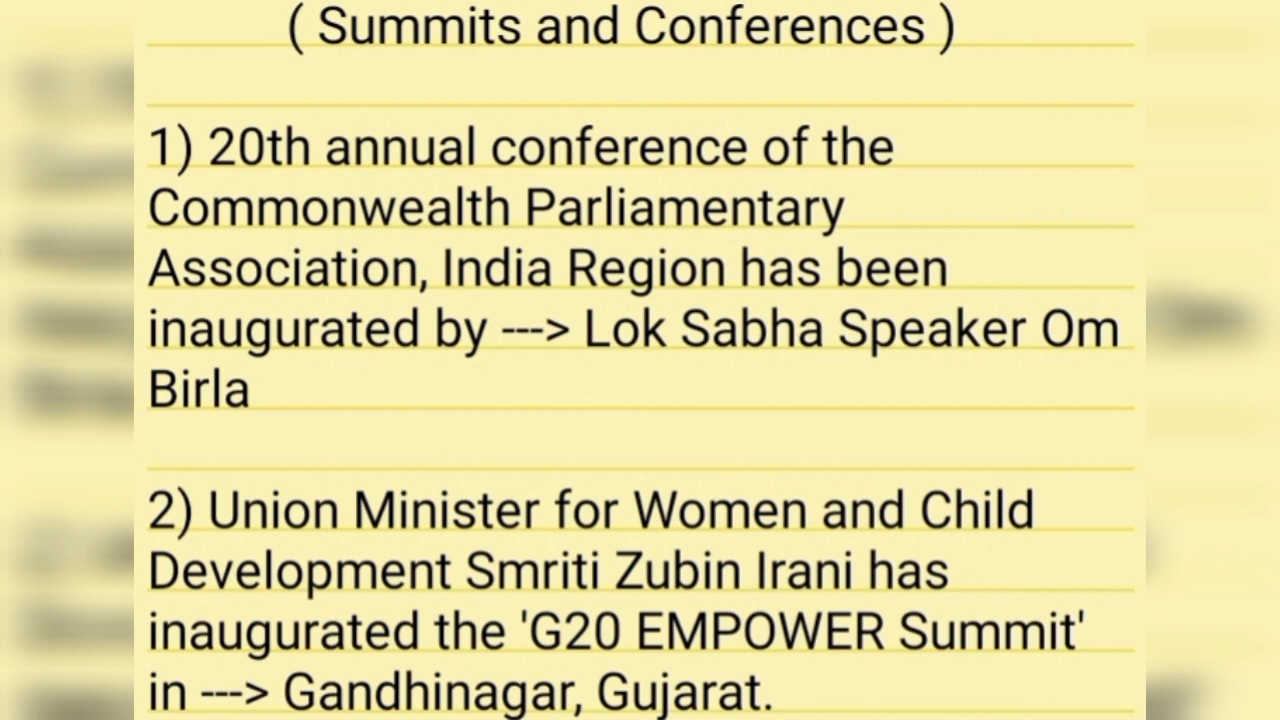 ( Summits and Conferences )
1) 20th annual conference of the
Commonwealth Parliamentary
Association, India Region has been
inaugurated by ---> Lok Sabha Speaker Om
Birla
2) Union Minister for Women and Child
Development Smriti Zubin Irani has
inaugurated the 'G20 EMPOWER Summit'
in ---> Gandhinagar, Gujarat.